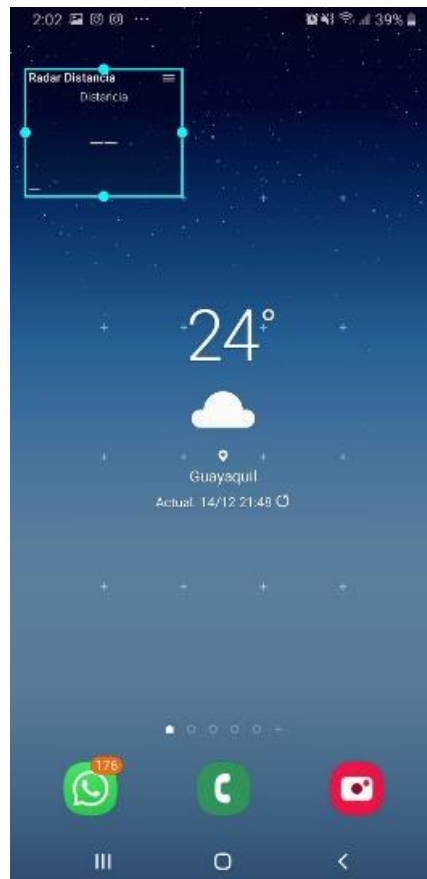 2:02
39%
Radar Distancia
Distancia
24°
Guayaquil
Actual. 14/12 21:48
176